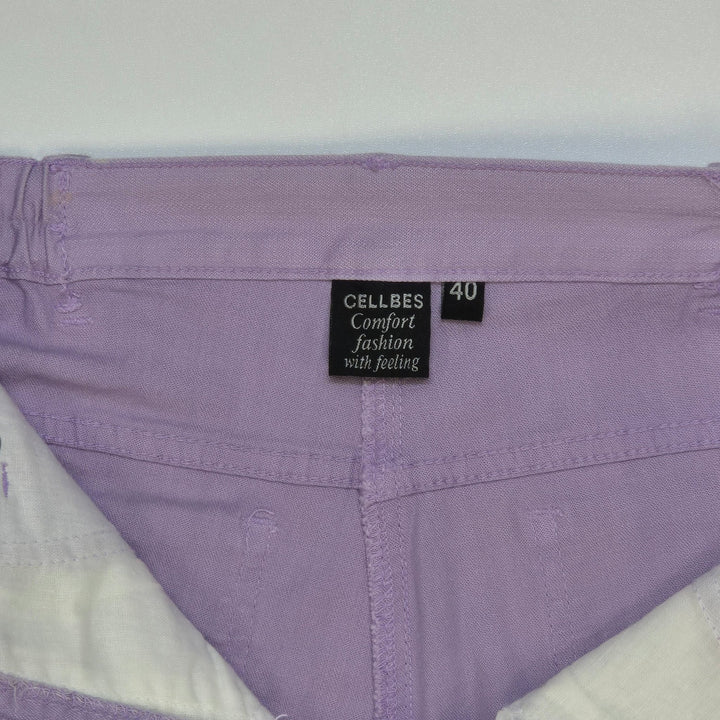 CELLBES
Comfort
fashion
with feeling
40